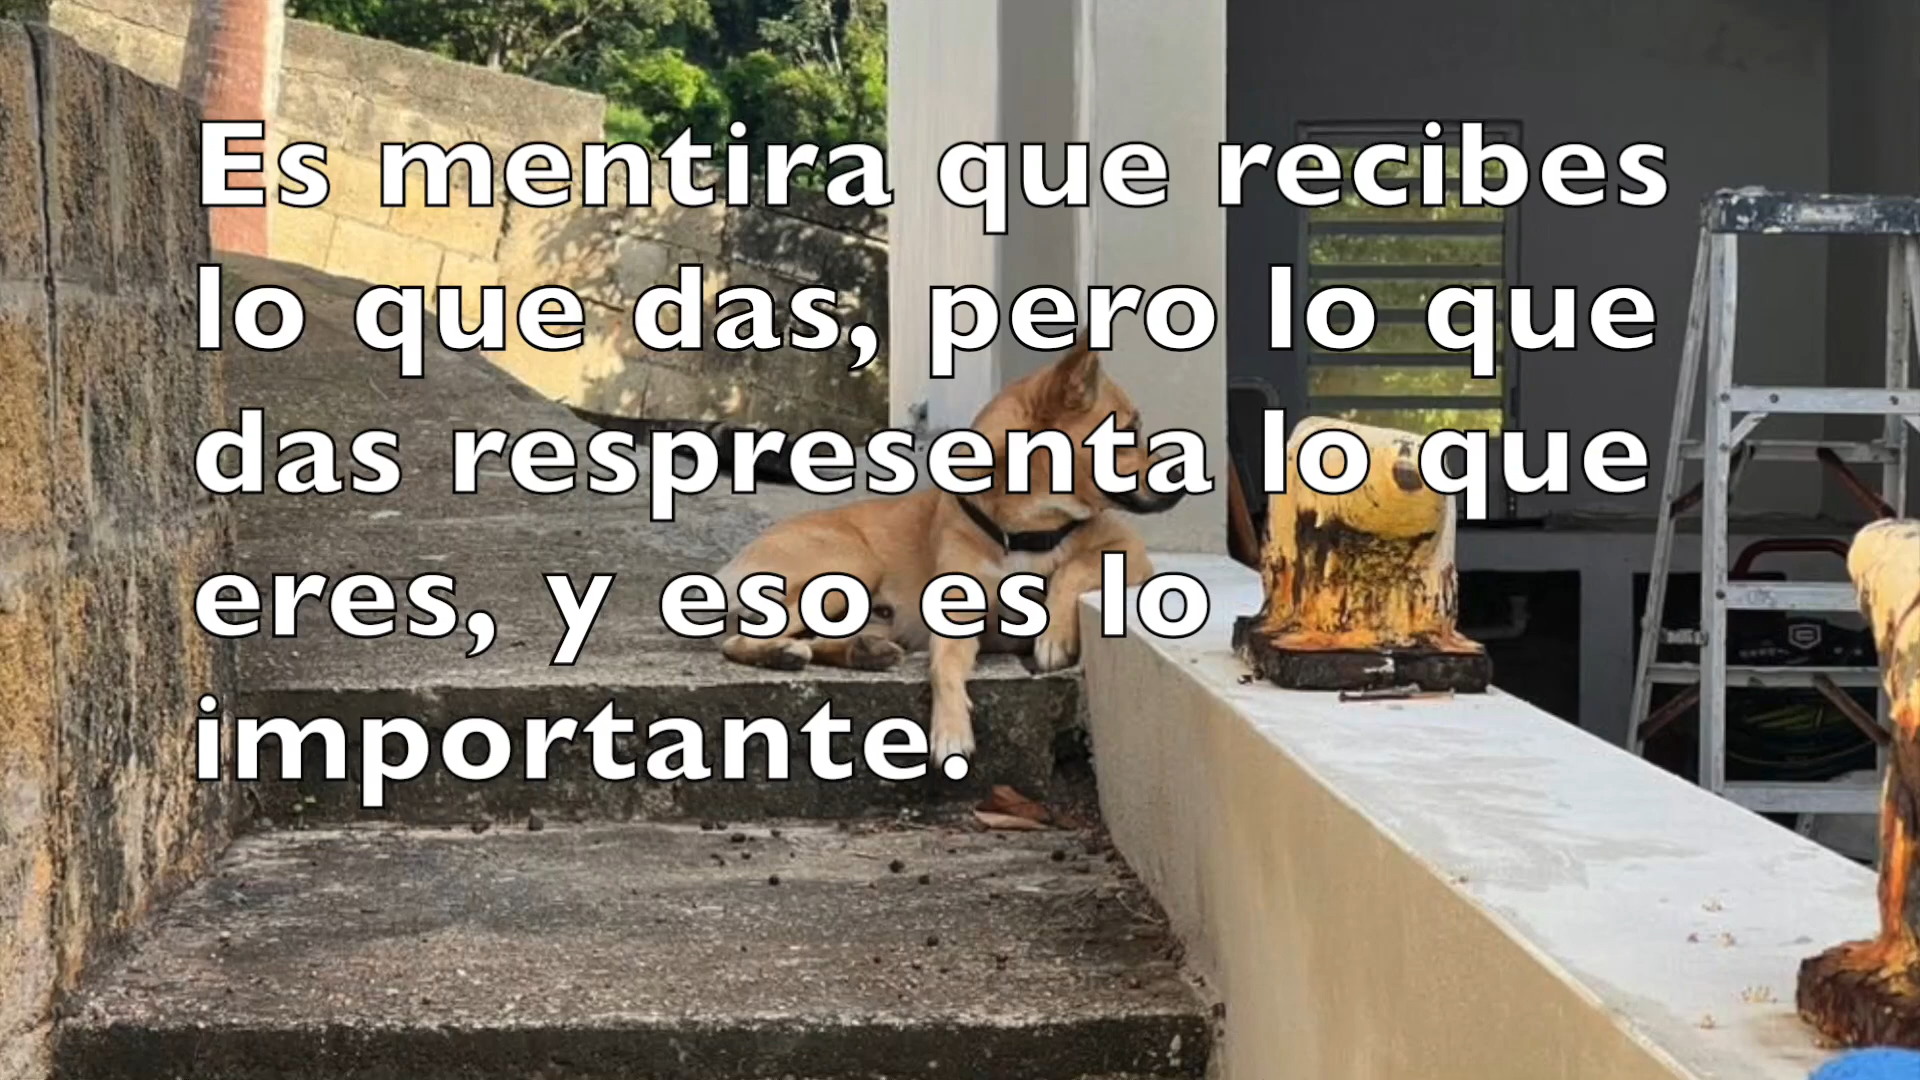 Es mentira que recibes
lo que das, pero lo que
das respresenta lo que
eres, y eso es lo
importante.